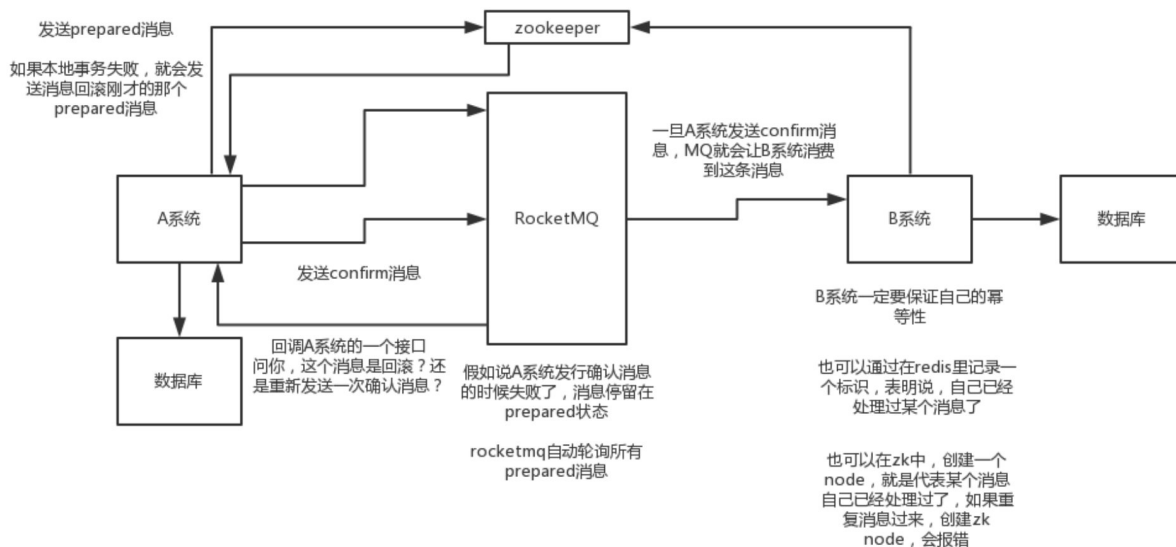 发送prepared消息
如果本地事务失败，就会发
送消息回滚刚才的那个
prepared消息
zookeeper
一旦A系统发送confirm消
息，MQ就会让B系统消费
到这条消息
A系统
RocketMQ
B系统
数据库
发送confirm消息
B系统一定要保证自己的幂
等性
回调A系统的一个接口
问你，这个消息是回滚？还
是重新发送一次确认消息？
数据库
假如说A系统发行确认消息
的时候失败了，消息停留在
prepared状态
rocketmq自动轮询所有
prepared消息
也可以通过在redis里记录一
个标识，表明说，自己已经
处理过某个消息了
也可以在zk中，创建一个
node，就是代表某个消息
自己已经处理过了，如果重
复消息过来，创建zk
node，会报错